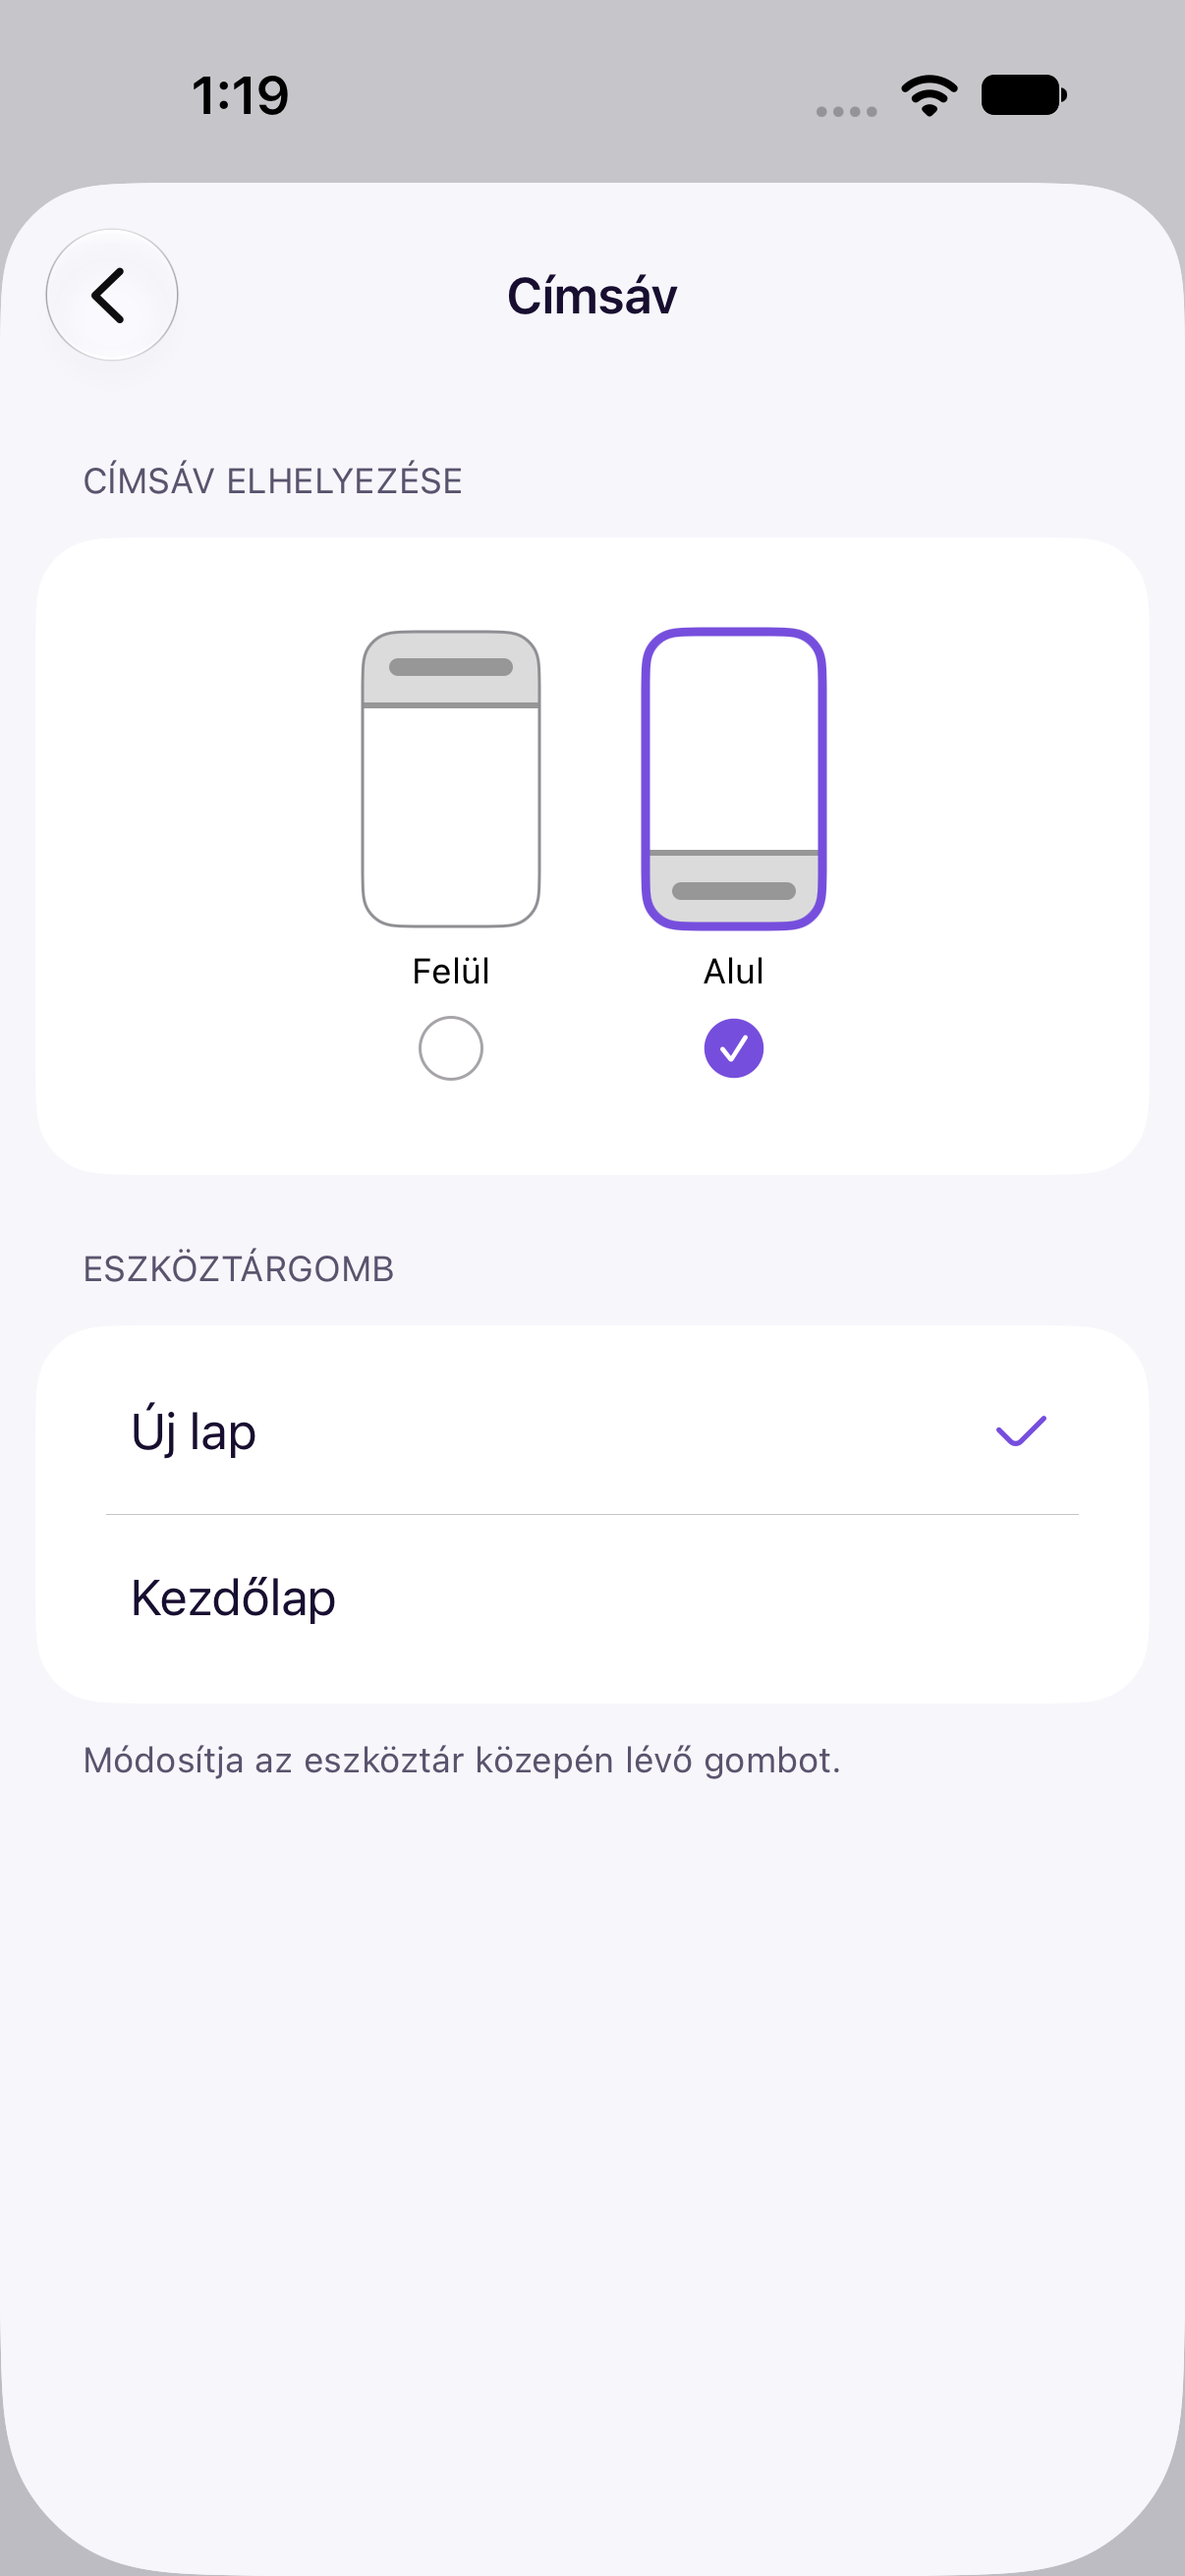 1:19
Címsáv
CÍMSÁV ELHELYEZÉSE
Felül
Alul
ESZKÖZTÁRGOMB
Új lap
Kezdőlap
Módosítja az eszköztár közepén lévő gombot.